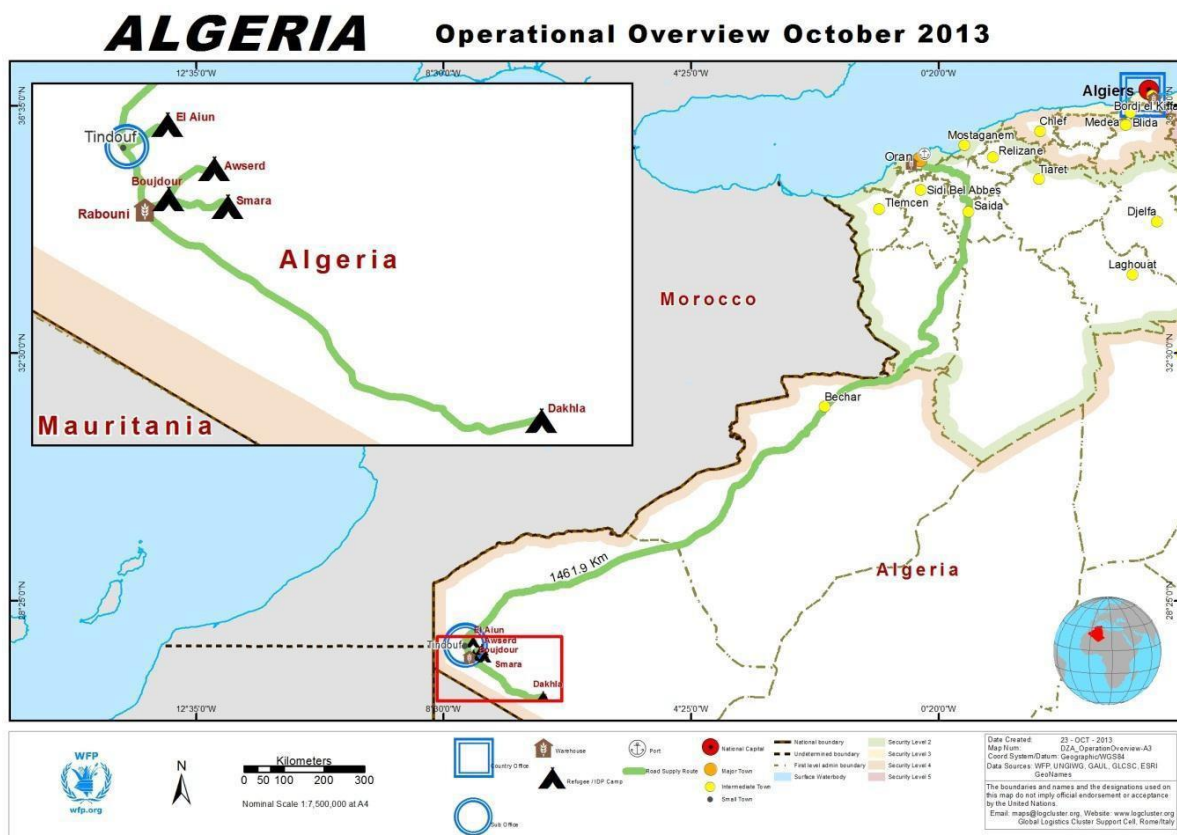 ALGERIA Operational Overview October 2013
12°35'0"W
8°30'0"W
4°25'0"W
0°20'0"W
36°35'0"N
32°30'0"N
28°25'0"N
El Aiun
Tindouf
Awserd
Boujdour
Smara
Rabouni
Algeria
Mauritania
Dakhla
Morocco
Algiers
Bordj el Kiffa
Chlef
Medea
Blida
Mostaganem
Relizane
Oran
Tiaret
Sidi Bel Abbes
Tlemcen
Saida
Djelfa
Laghouat
Bechar
1461.9 Km
Algeria
El Aiun
Awserd
Tindouf
Boujdour
Smara
Dakhla
12°35'0"W
8°30'0"W
4°25'0"W
0°20'0"W
36°35'0"N
32°30'0"N
28°25'0"N
WFP
wfp.org
N
Kilometers
0 50 100 200 300
Nominal Scale 1:7,500,000 at A4
Country Office
Sub Office
Warehouse
Refugee / IDP Camp
Port
Road Supply Route
National Capital
Major Town
Intermediate Town
Small Town
National boundary
Undetermined boundary
First level admin boundary
Surface Waterbody
Security Level 2
Security Level 3
Security Level 4
Security Level 5
Date Created: 23 - OCT - 2013
Map Num: DZA_OperationOverview-A3
Coord.System/Datum: Geographic/WGS84
Data Sources: WFP, UNGIWG, GAUL, GLCSC, ESRI
GeoNames
The boundaries and names and the designations used on
this map do not imply official endorsement or acceptance
by the United Nations.
Email: maps@logcluster.org, Website: www.logcluster.org
Global Logistics Cluster Support Cell, Rome/Italy